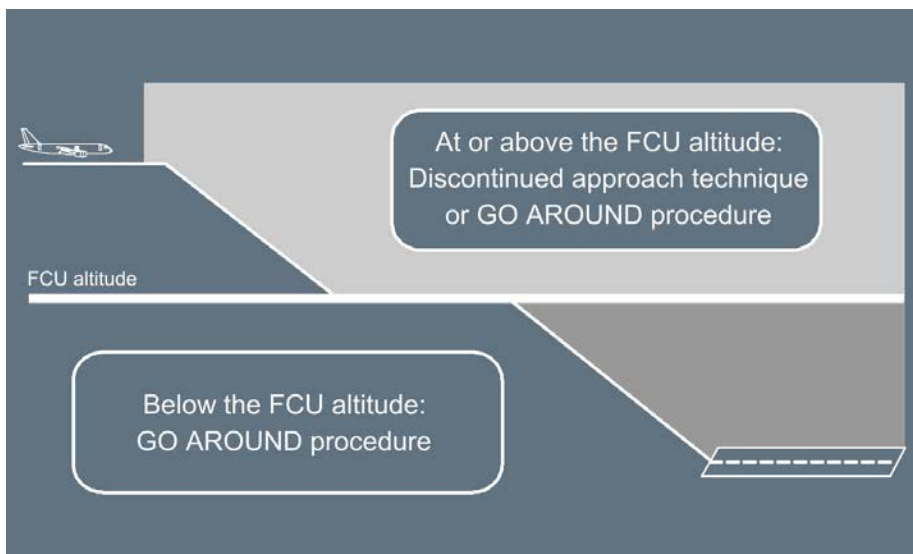 At or above the FCU altitude:
Discontinued approach technique
or GO AROUND procedure
FCU altitude
Below the FCU altitude:
GO AROUND procedure